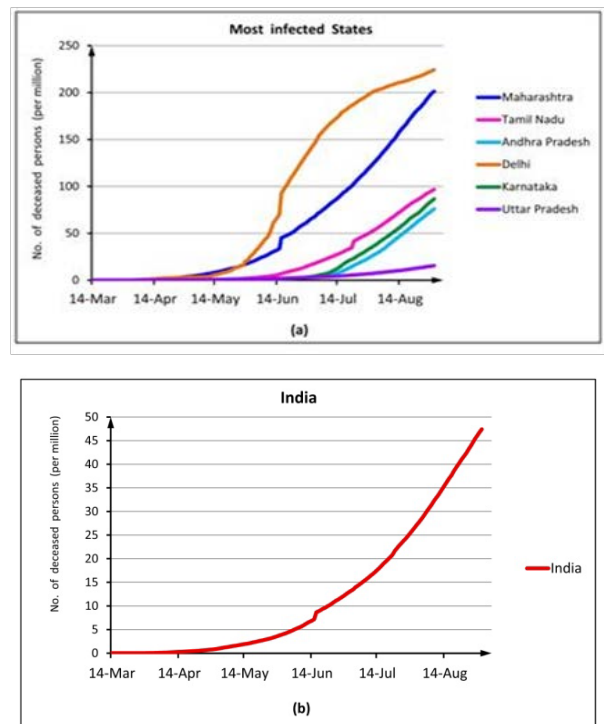 Most infected States
No. of deceased persons (per million)
250
200
150
100
50
0
14-Mar 14-Apr 14-May 14-Jun 14-Jul 14-Aug
Maharashtra
Tamil Nadu
Andhra Pradesh
Delhi
Karnataka
Uttar Pradesh
(a)
India
No. of deceased persons (per million)
50
45
40
35
30
25
20
15
10
5
0
14-Mar 14-Apr 14-May 14-Jun 14-Jul 14-Aug
India
(b)